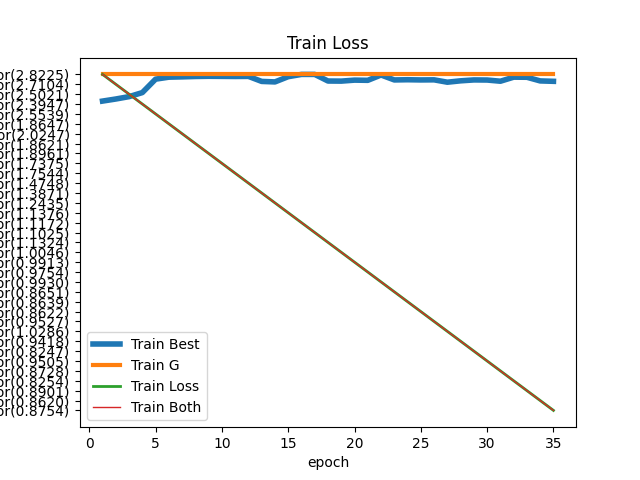 Train Loss
or(2.8225)
or(2.7104)
or(2.5021)
or(2.3947)
or(2.5539)
or(1.8647)
or(2.0247)
or(1.8621)
or(1.8961)
or(1.7375)
or(1.7544)
or(1.4748)
or(1.3871)
or(1.2435)
or(1.1376)
or(1.1172)
or(1.1025)
or(1.1324)
or(1.0046)
or(0.9913)
or(0.9754)
or(0.9930)
or(0.8651)
or(0.8639)
or(0.8622)
or(0.9527)
or(1.0286)
or(0.9418)
or(0.8247)
or(0.9505)
or(0.8728)
or(0.8254)
or(0.8901)
or(0.8620)
or(0.8754)
Train Best
Train G
Train Loss
Train Both
0 5 10 15 20 25 30 35
epoch